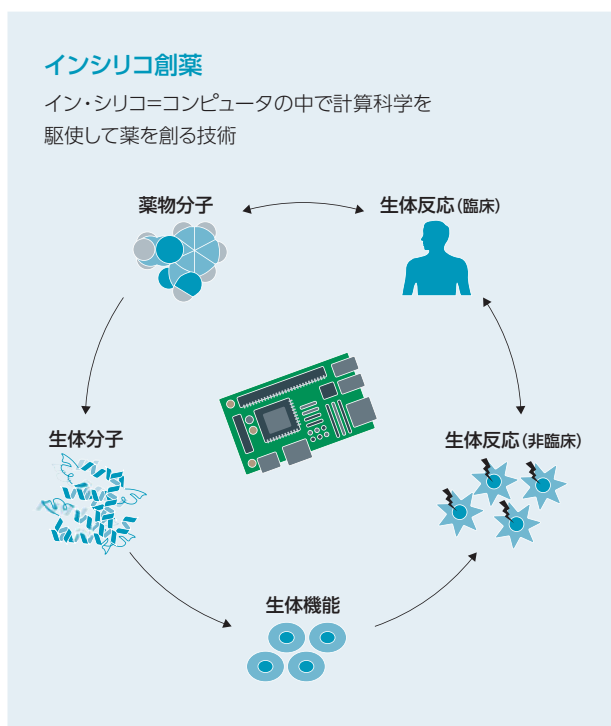 インシリコ創薬
イン・シリコ=コンピュータの中で計算科学を
駆使して薬を創る技術
薬物分子
生体反応(臨床)
生体分子
生体反応(非臨床)
生体機能